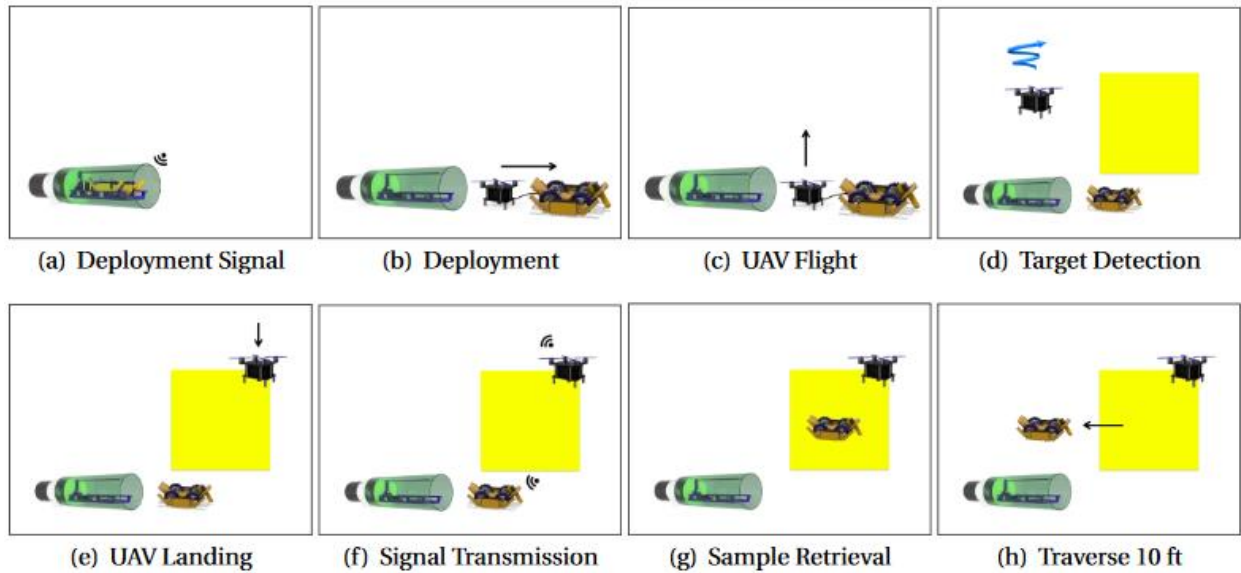 (a) Deployment Signal
(b) Deployment
(c) UAV Flight
(d) Target Detection
(e) UAV Landing
(f) Signal Transmission
(g) Sample Retrieval
(h) Traverse 10 ft